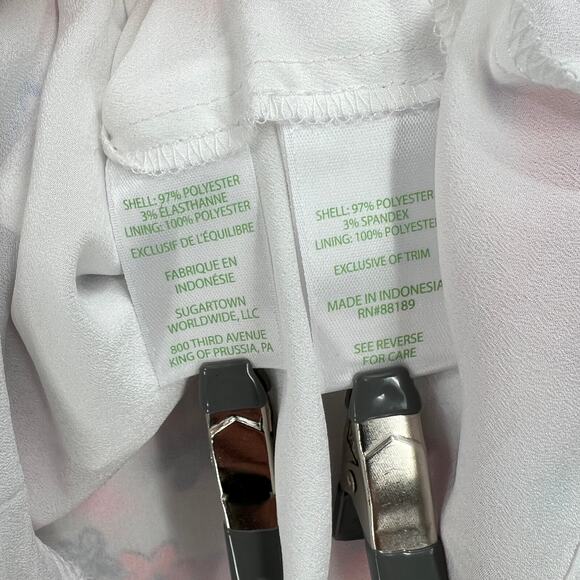 SHELL: 97% POLYESTER
3% ÉLASTHANNE
LINING: 100% POLYESTER
EXCLUSIF DE L'ÉQUILIBRE
FABRIQUE EN
INDONÉSIE
SUGARTOWN
WORLDWIDE, LLC
800 THIRD AVENUE
KING OF PRUSSIA, PA
SHELL: 97% POLYESTER
3% SPANDEX
LINING: 100% POLYESTER
EXCLUSIVE OF TRIM
MADE IN INDONESIA
RN#88189
SEE REVERSE
FOR CARE